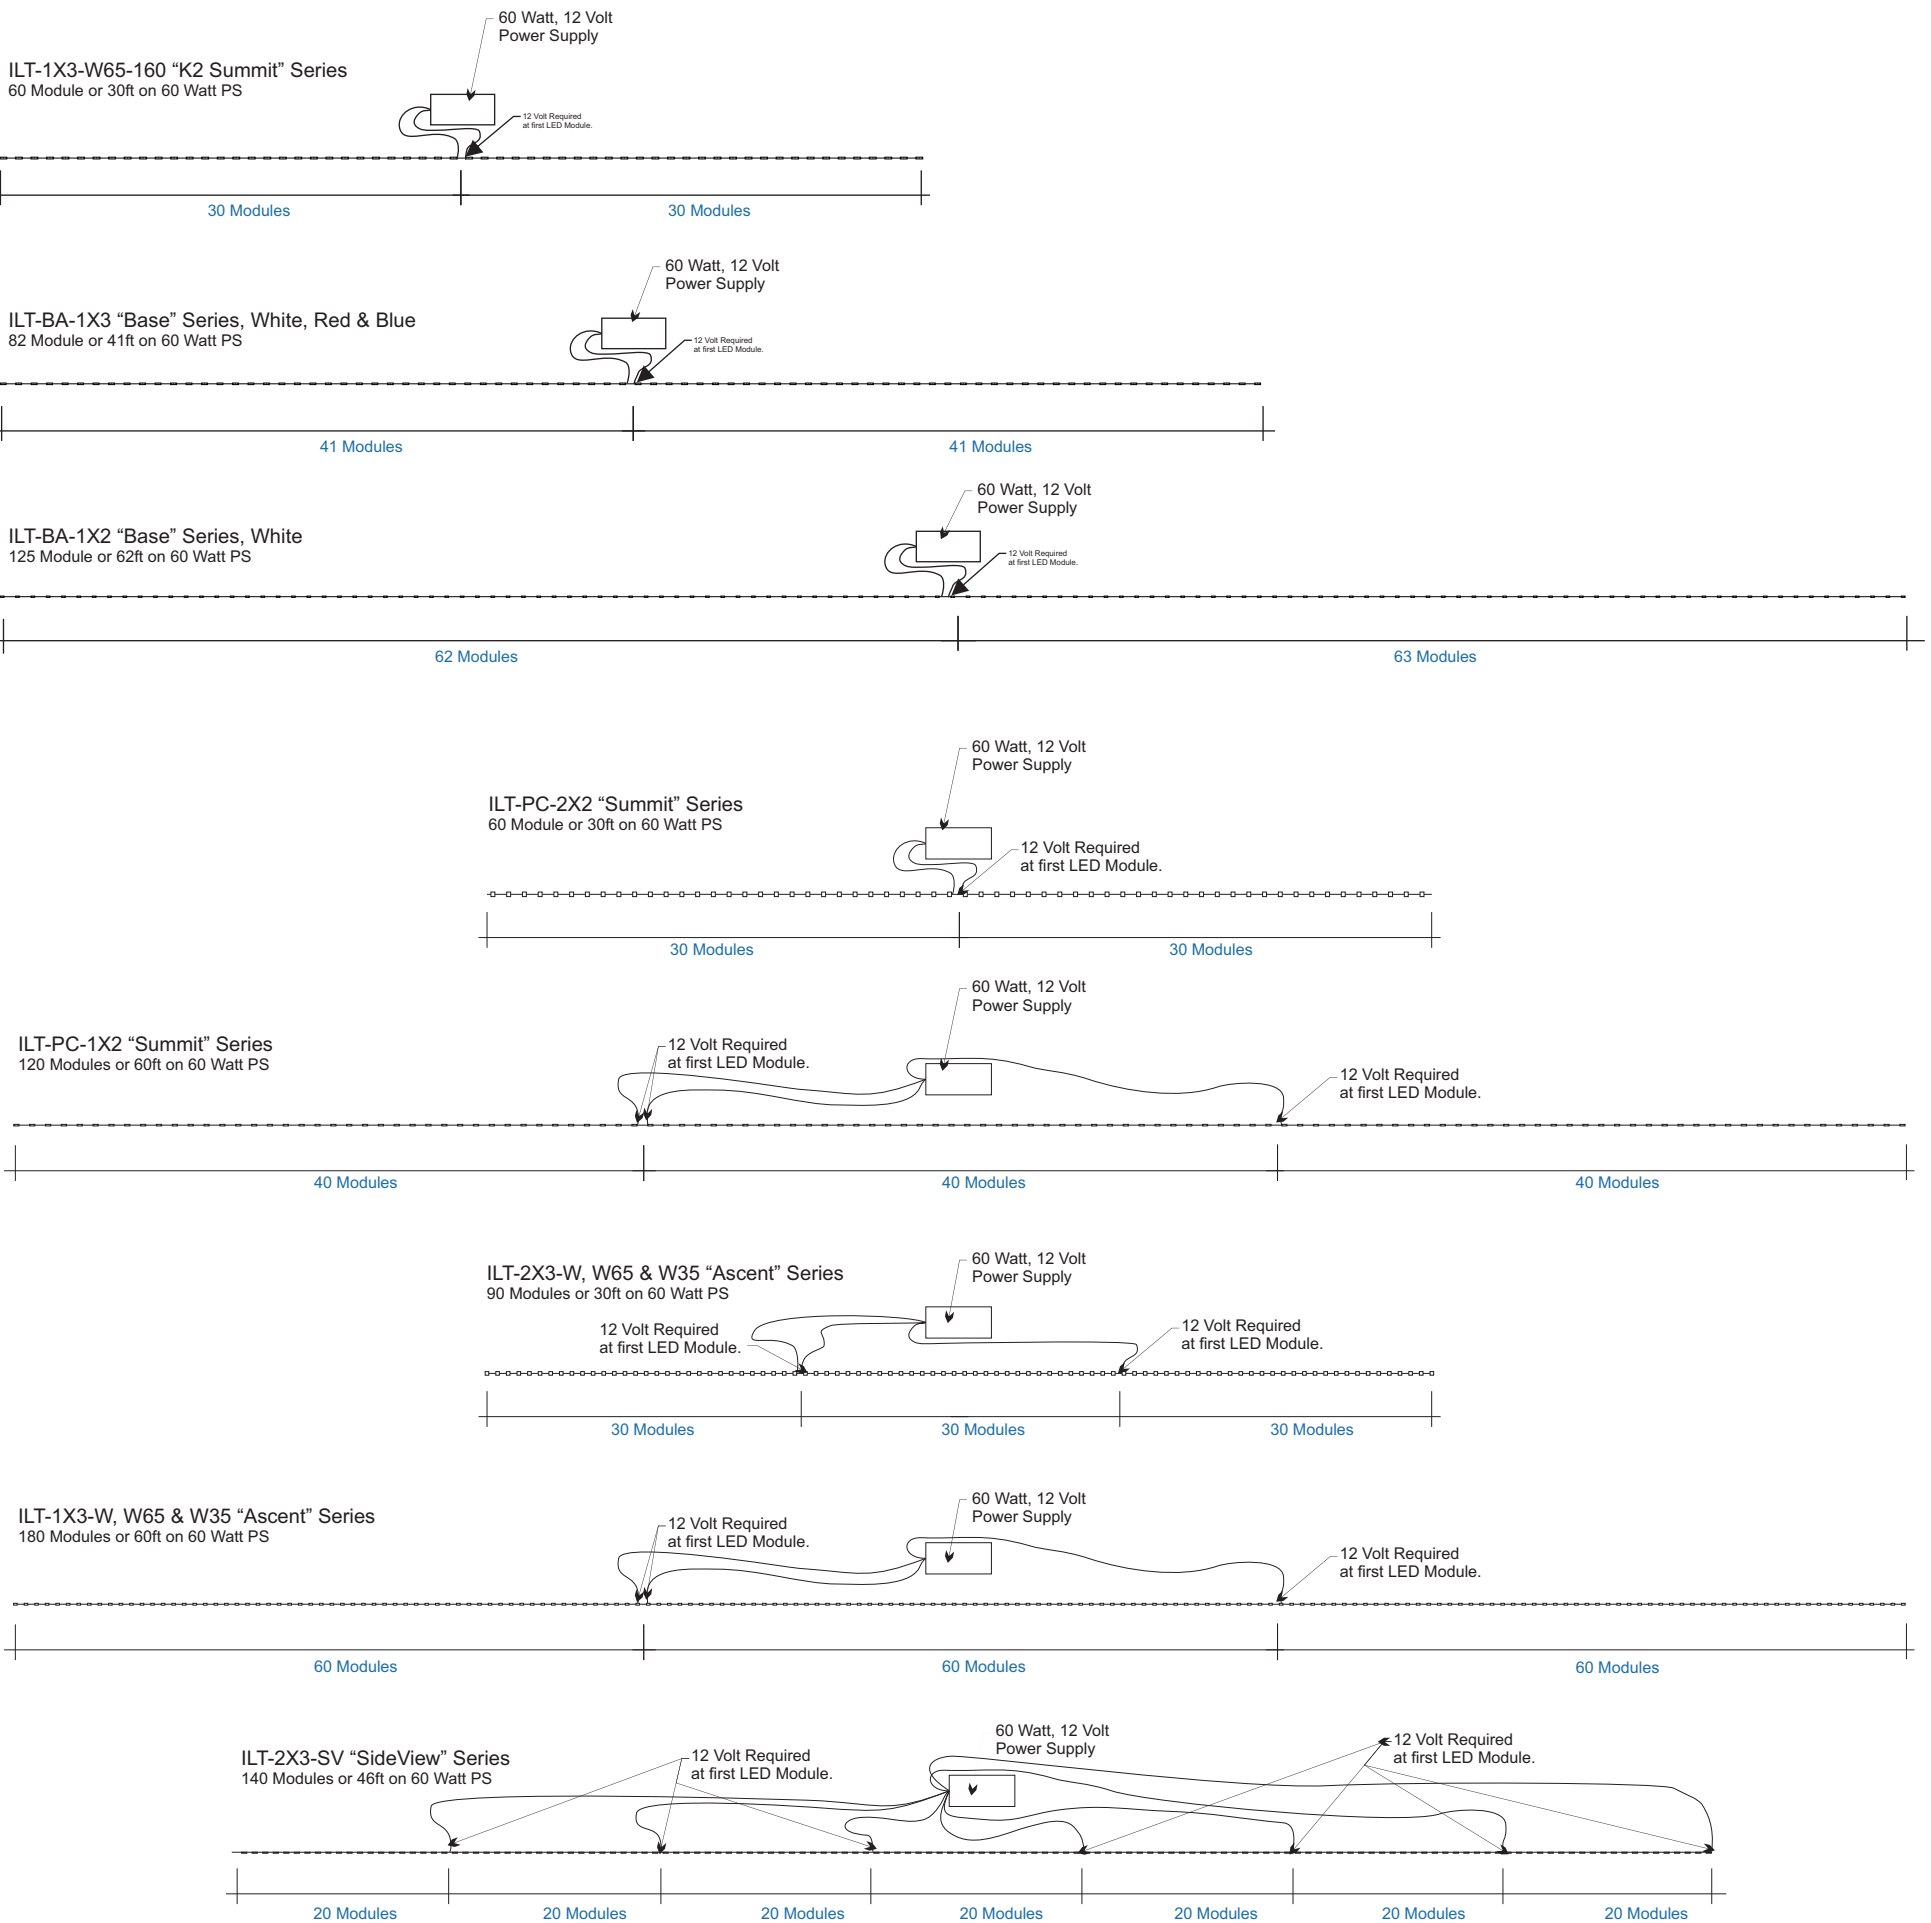 60 Watt, 12 Volt
Power Supply
ILT-1X3-W65-160 “K2 Summit” Series
60 Module or 30ft on 60 Watt PS
12 Volt Required
at first LED Module.
30 Modules
30 Modules
60 Watt, 12 Volt
Power Supply
ILT-BA-1X3 “Base” Series, White, Red & Blue
82 Module or 41ft on 60 Watt PS
12 Volt Required
at first LED Module.
41 Modules
41 Modules
60 Watt, 12 Volt
Power Supply
ILT-BA-1X2 “Base” Series, White
125 Module or 62ft on 60 Watt PS
12 Volt Required
at first LED Module.
62 Modules
63 Modules
60 Watt, 12 Volt
Power Supply
ILT-PC-2X2 “Summit” Series
60 Module or 30ft on 60 Watt PS
12 Volt Required
at first LED Module.
30 Modules
30 Modules
60 Watt, 12 Volt
Power Supply
ILT-PC-1X2 “Summit” Series
120 Modules or 60ft on 60 Watt PS
12 Volt Required
at first LED Module.
12 Volt Required
at first LED Module.
40 Modules
40 Modules
40 Modules
60 Watt, 12 Volt
Power Supply
ILT-2X3-W, W65 & W35 “Ascent” Series
90 Modules or 30ft on 60 Watt PS
12 Volt Required
at first LED Module.
12 Volt Required
at first LED Module.
30 Modules
30 Modules
30 Modules
60 Watt, 12 Volt
Power Supply
ILT-1X3-W, W65 & W35 “Ascent” Series
180 Modules or 60ft on 60 Watt PS
12 Volt Required
at first LED Module.
12 Volt Required
at first LED Module.
60 Modules
60 Modules
60 Modules
60 Watt, 12 Volt
Power Supply
ILT-2X3-SV “SideView” Series
140 Modules or 46ft on 60 Watt PS
12 Volt Required
at first LED Module.
12 Volt Required
at first LED Module.
20 Modules
20 Modules
20 Modules
20 Modules
20 Modules
20 Modules
20 Modules